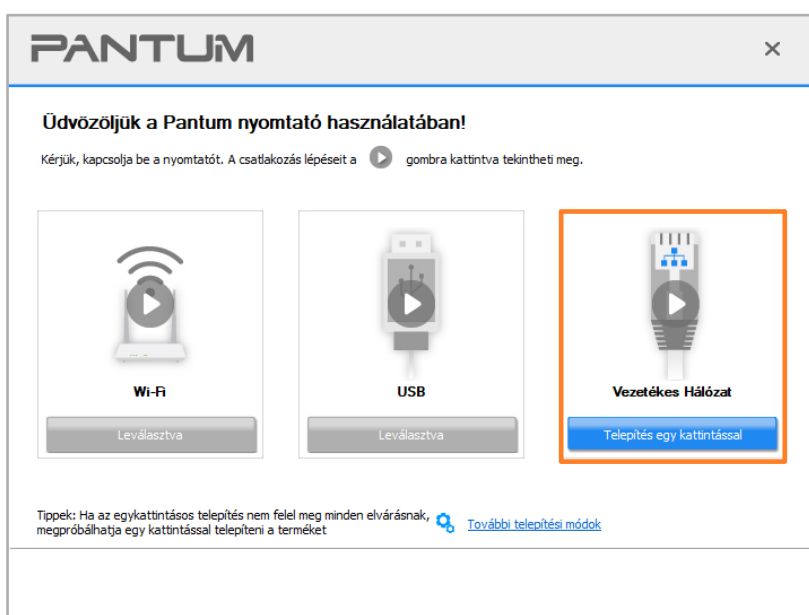 PANTUM
Üdvözöljük a Pantum nyomtató használatában!
Kérjük, kapcsolja be a nyomtatót. A csatlakozás lépéseit a gombra kattintva tekintheti meg.
Wi-Fi
USB
Vezetékes Hálózat
Leválasztva
Leválasztva
Telepítés egy kattintással
Tippek: Ha az egykattintásos telepítés nem felel meg minden elvárásnak,
megpróbálhatja egy kattintással telepíteni a terméket
További telepítési módok